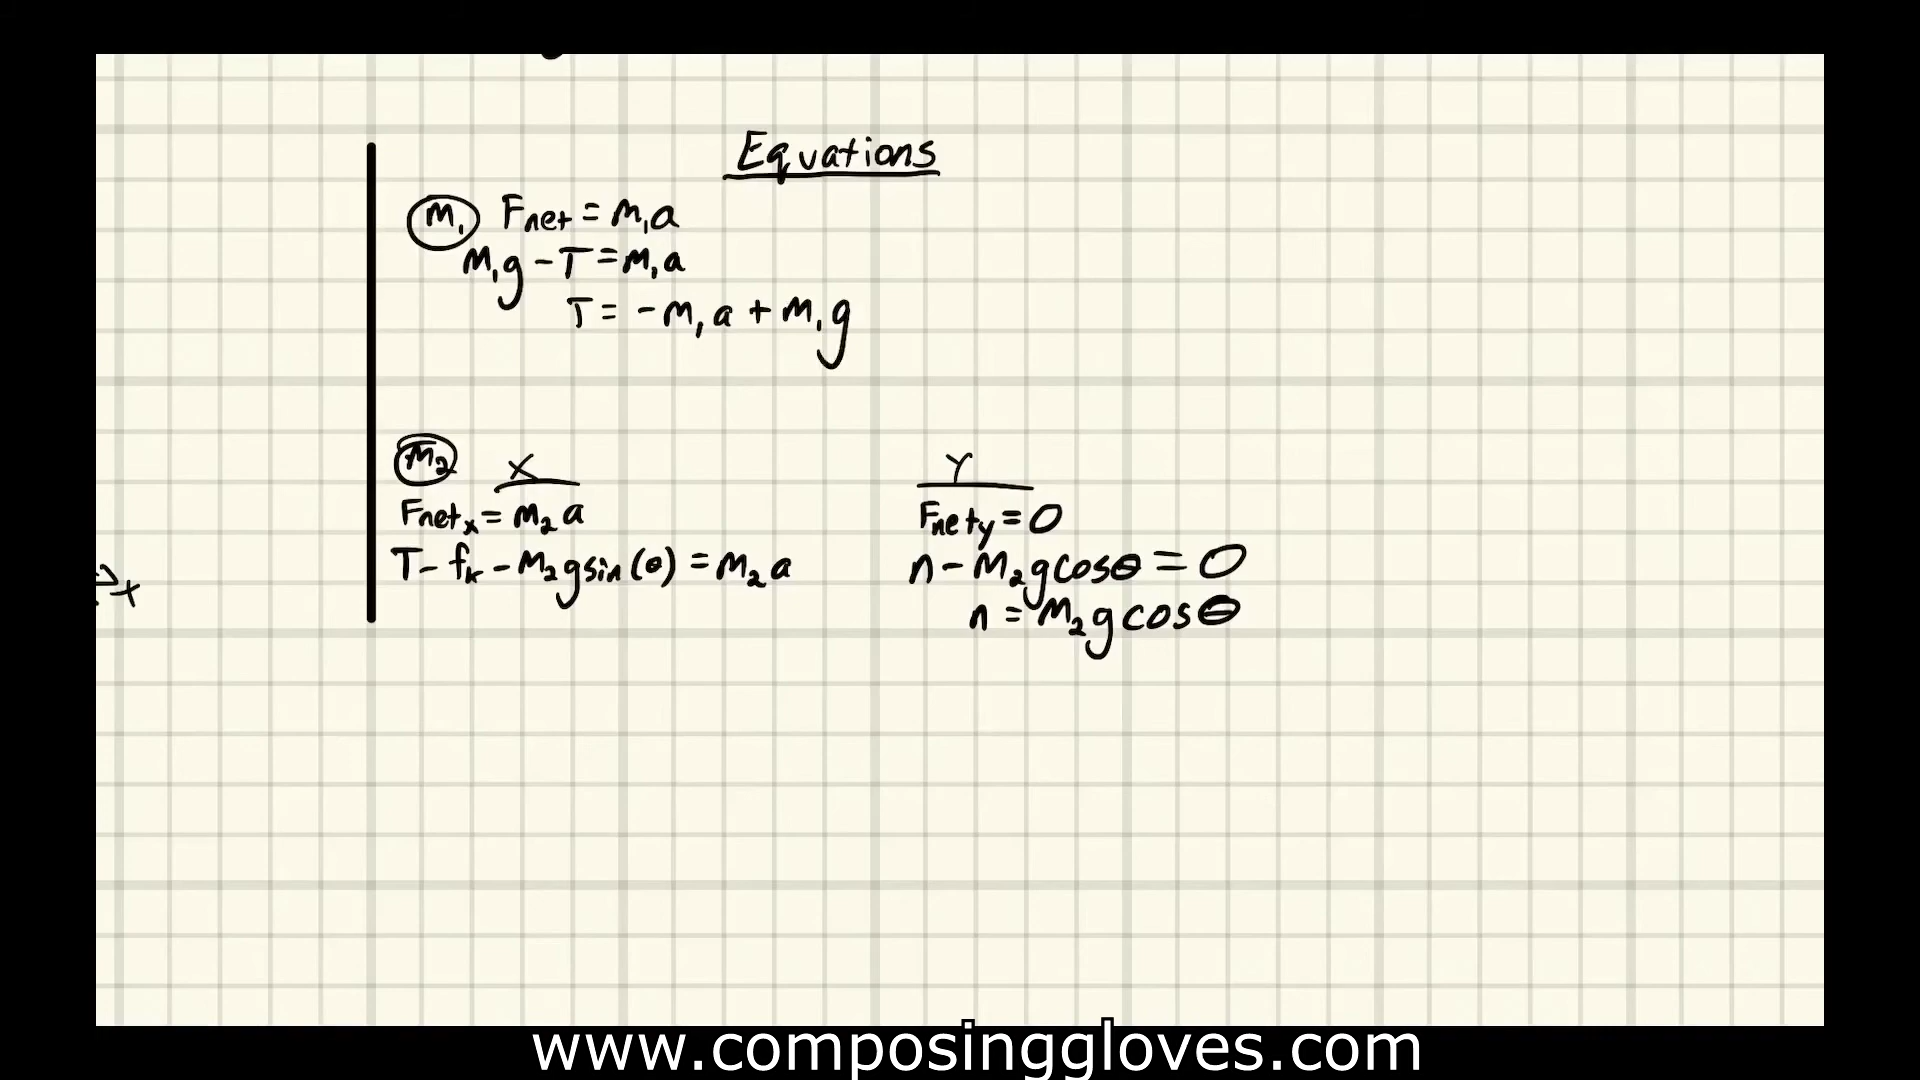 Equations
m₁ Fnet = m₁a
m₁g - T = m₁a
T = -m₁a + m₁g
m₂ X
Fnetₓ = m₂a
T - fₖ - m₂gsin(θ) = m₂a
Y
Fnety = 0
n - m₂gcosθ = 0
n = m₂gcosθ
x
www.composinggloves.com